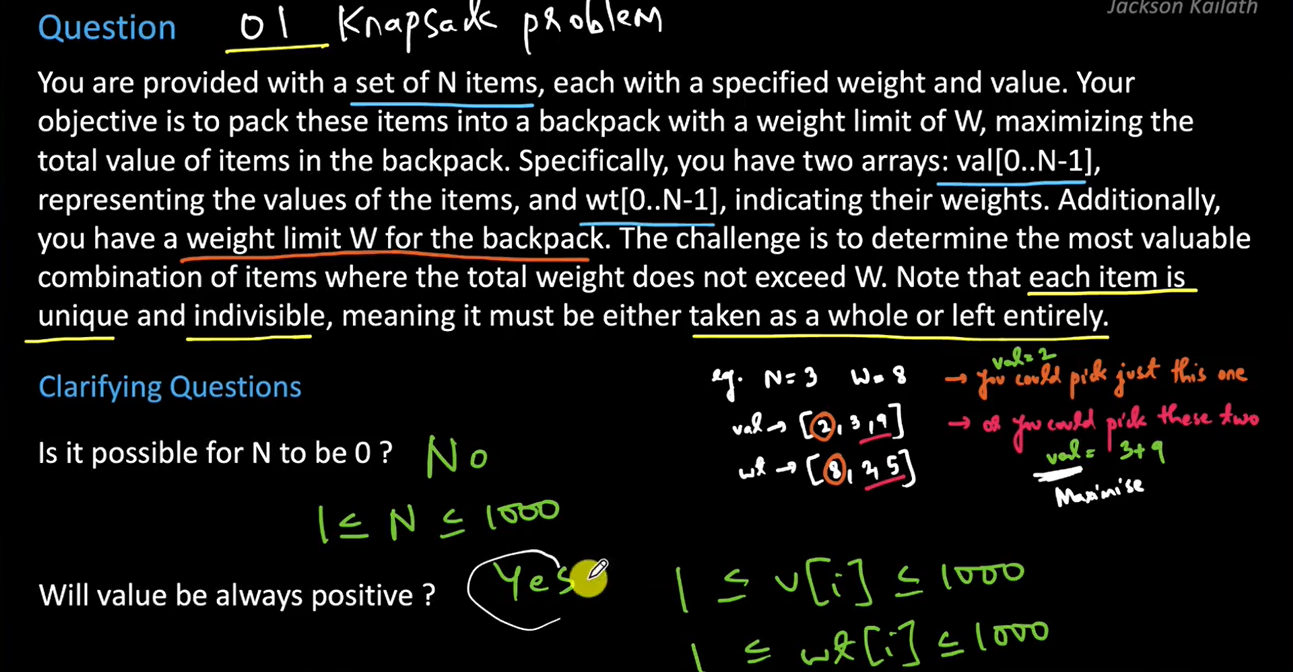 Jackson Kailath
Question 01 Knapsack problem
You are provided with a set of N items, each with a specified weight and value. Your
objective is to pack these items into a backpack with a weight limit of W, maximizing the
total value of items in the backpack. Specifically, you have two arrays: val[0..N-1],
representing the values of the items, and wt[0..N-1], indicating their weights. Additionally,
you have a weight limit W for the backpack. The challenge is to determine the most valuable
combination of items where the total weight does not exceed W. Note that each item is
unique and indivisible, meaning it must be either taken as a whole or left entirely.
Clarifying Questions
eg. N=3 W=8
val → [2, 3, 9]
wt → [8, 2, 5]
val=2
→ you could pick just this one
→ or you could pick these two
val = 3+9
Maximise
Is it possible for N to be 0 ? No
1 ≤ N ≤ 1000
Will value be always positive ? Yes
1 ≤ v[i] ≤ 1000
1 ≤ wt[i] ≤ 1000